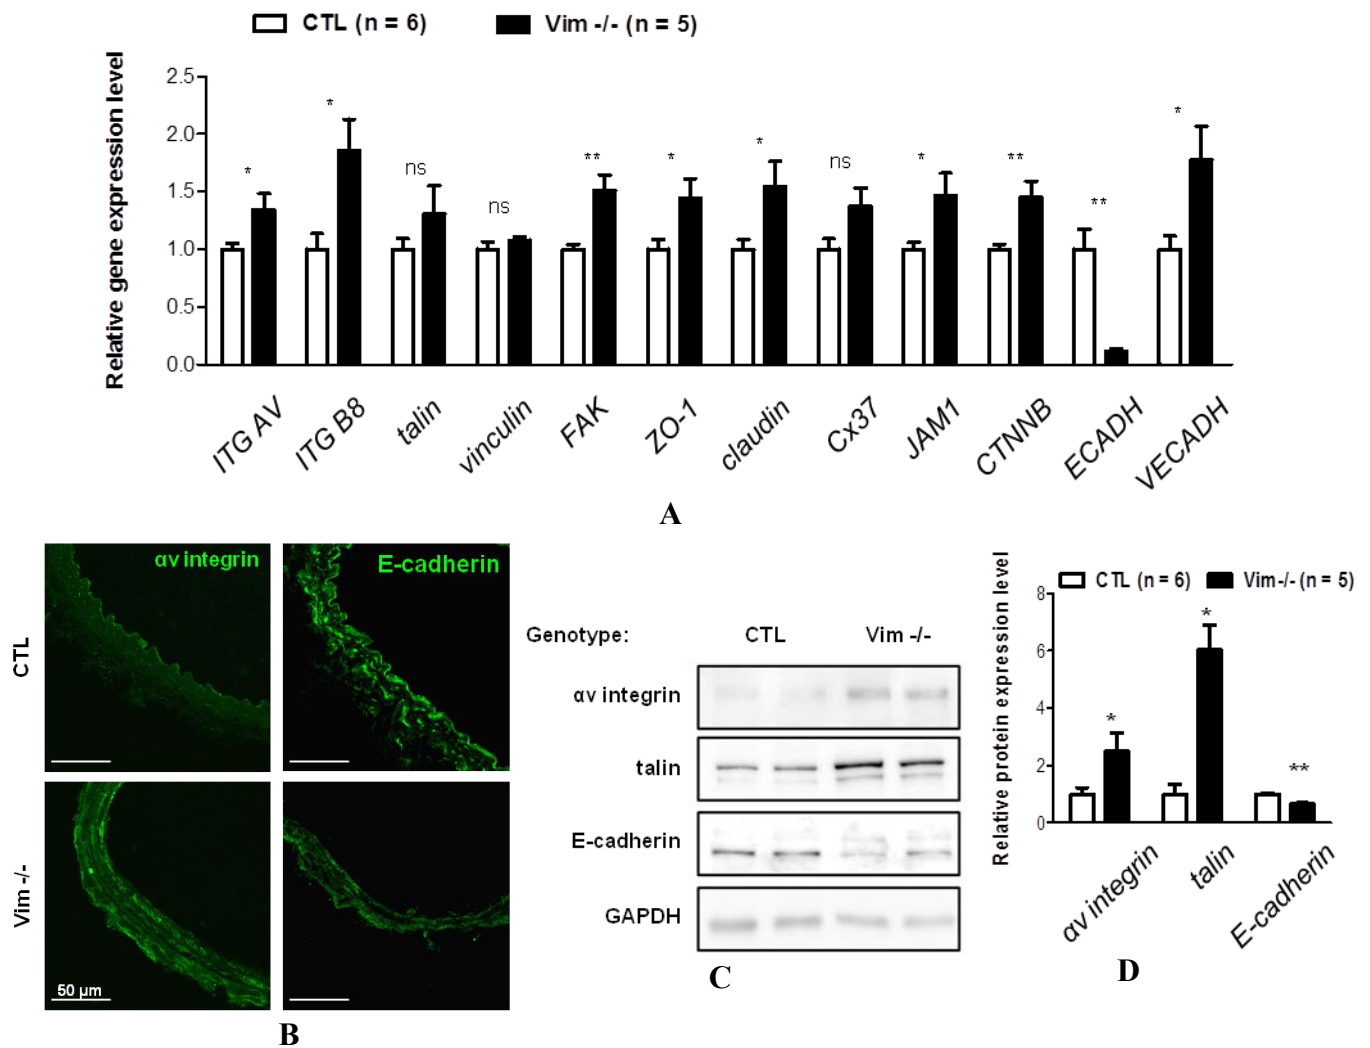 CTL (n = 6) Vim -/- (n = 5)
Relative gene expression level
2.5
2.0
1.5
1.0
0.5
0.0
* * ns ns ** * * ns * ** ** *
ITG AV ITG B8 talin vinculin FAK ZO-1 claudin Cx37 JAM1 CTNNB ECADH VECADH
A
αv integrin E-cadherin
CTL
Vim -/-
50 µm
B
Genotype: CTL Vim -/-
αv integrin
talin
E-cadherin
GAPDH
C
CTL (n = 6) Vim-/- (n = 5)
Relative protein expression level
8
6
4
2
0
* * **
αv integrin talin E-cadherin
D